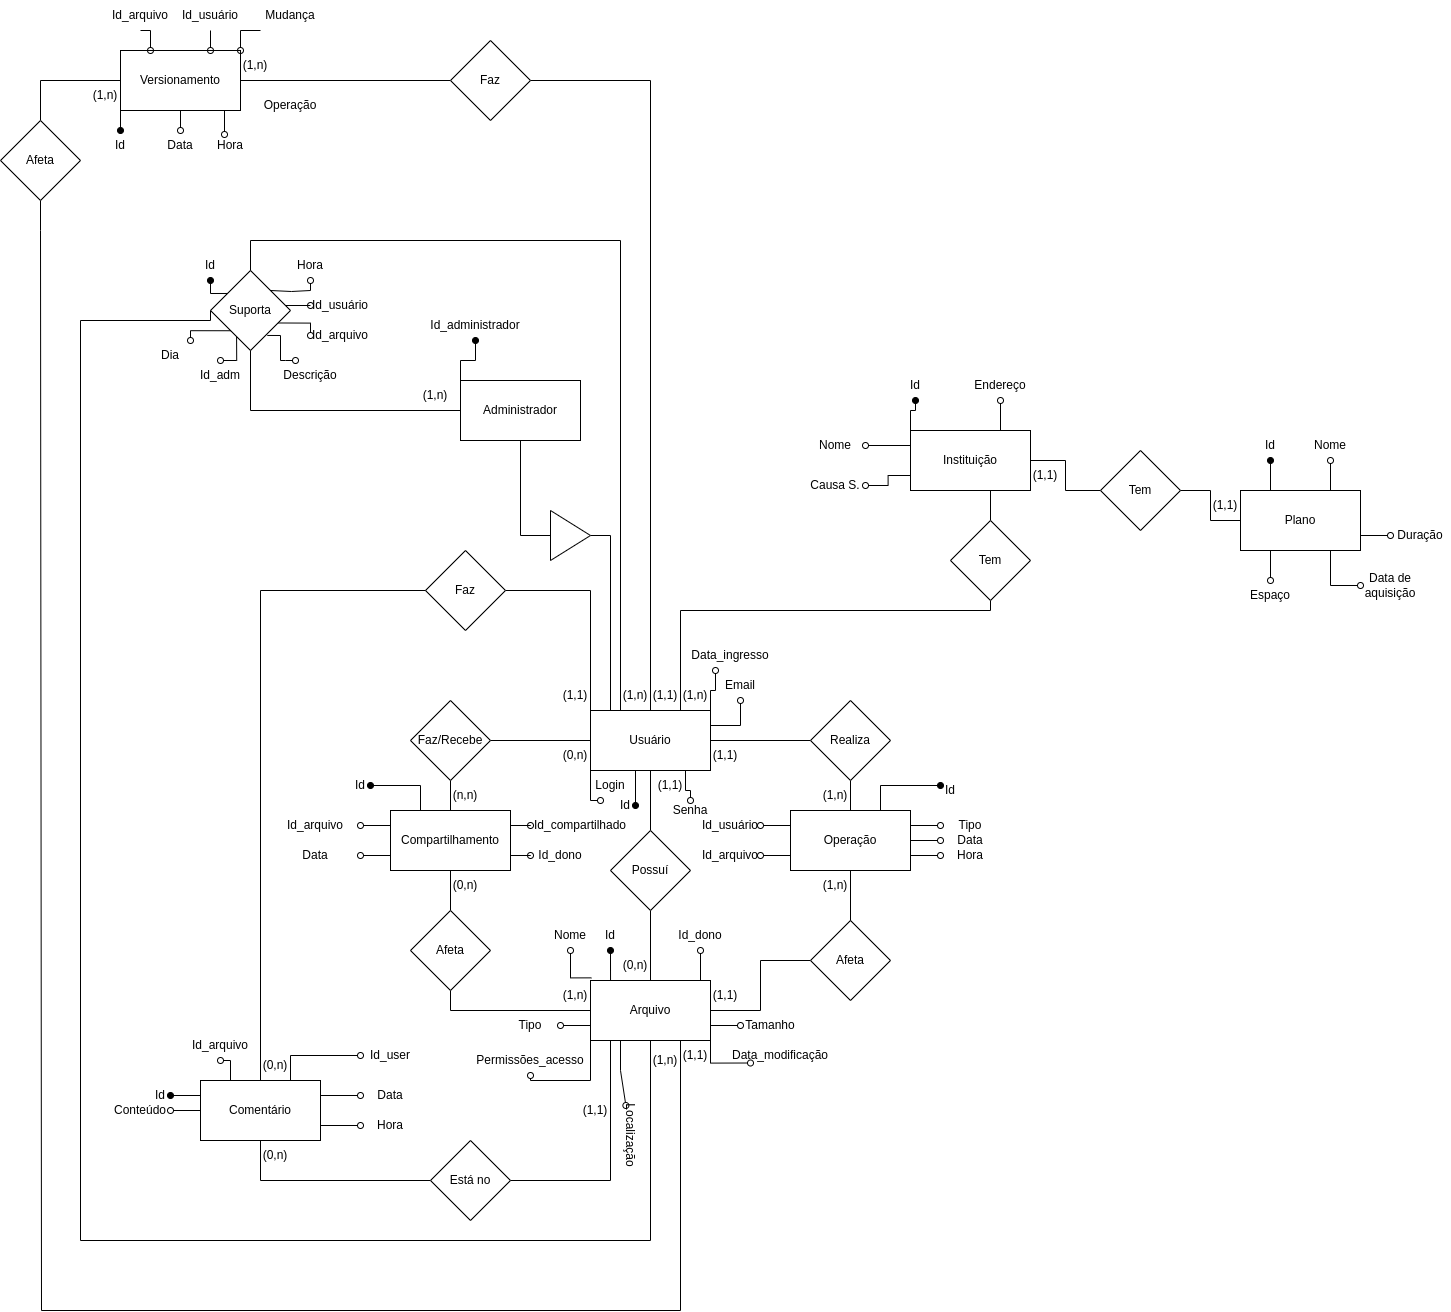 Id_arquivo
Id_usuário
Mudança
(1,n)
Versionamento
Faz
(1,n)
Operação
Id
Data
Hora
Afeta
Id
Hora
Suporta
Id_usuário
Id_arquivo
Dia
Id_adm
Descrição
Id_administrador
(1,n)
Administrador
Id
Endereço
Nome
Instituição
Causa S.
(1,1)
Tem
Id
Nome
(1,1)
Plano
Duração
Data de
aquisição
Espaço
Tem
Faz
Data_ingresso
Email
(1,1)
(1,n)
(1,1)
(1,n)
Faz/Recebe
Usuário
Realiza
(0,n)
(1,1)
Login
Id
(1,1)
Senha
Id
(n,n)
(1,n)
Id
Id_arquivo
Id_compartilhado
Compartilhamento
Data
Id_dono
Id_usuário
Tipo
Operação
Data
Id_arquivo
Hora
Possuí
(0,n)
(1,n)
Afeta
Afeta
Nome
Id
Id_dono
(0,n)
(1,n)
(1,1)
Arquivo
Tipo
Tamanho
Permissões_acesso
(1,n)
(1,1)
Data_modificação
Id_arquivo
(0,n)
Id_user
Id
Data
Conteúdo
Comentário
Hora
(1,1)
Localização
(0,n)
Está no